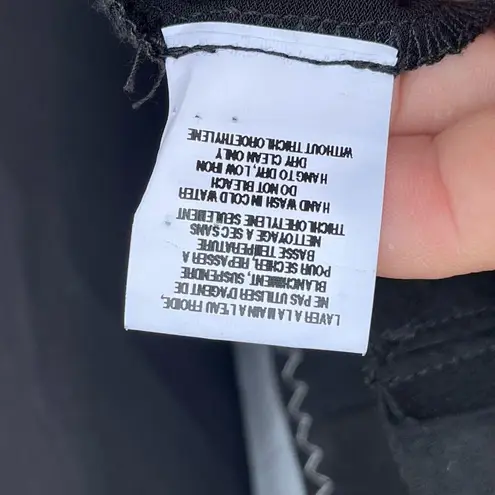 LAVER A LA MAIN A L'EAU FROIDE,
NE PAS UTILISER D'AGENT DE
BLANCHIMENT, SUSPENDRE
POUR SECHER, REPASSER A
BASSE TEMPERATURE
NETTOYAGE A SEC SANS
TRICHLORHETYLENE SEULEMENT
HAND WASH IN COLD WATER
DO NOT BLEACH
HANG TO DRY, LOW IRON
DRY CLEAN ONLY
WITHOUT TRICHLOROETHYLENE